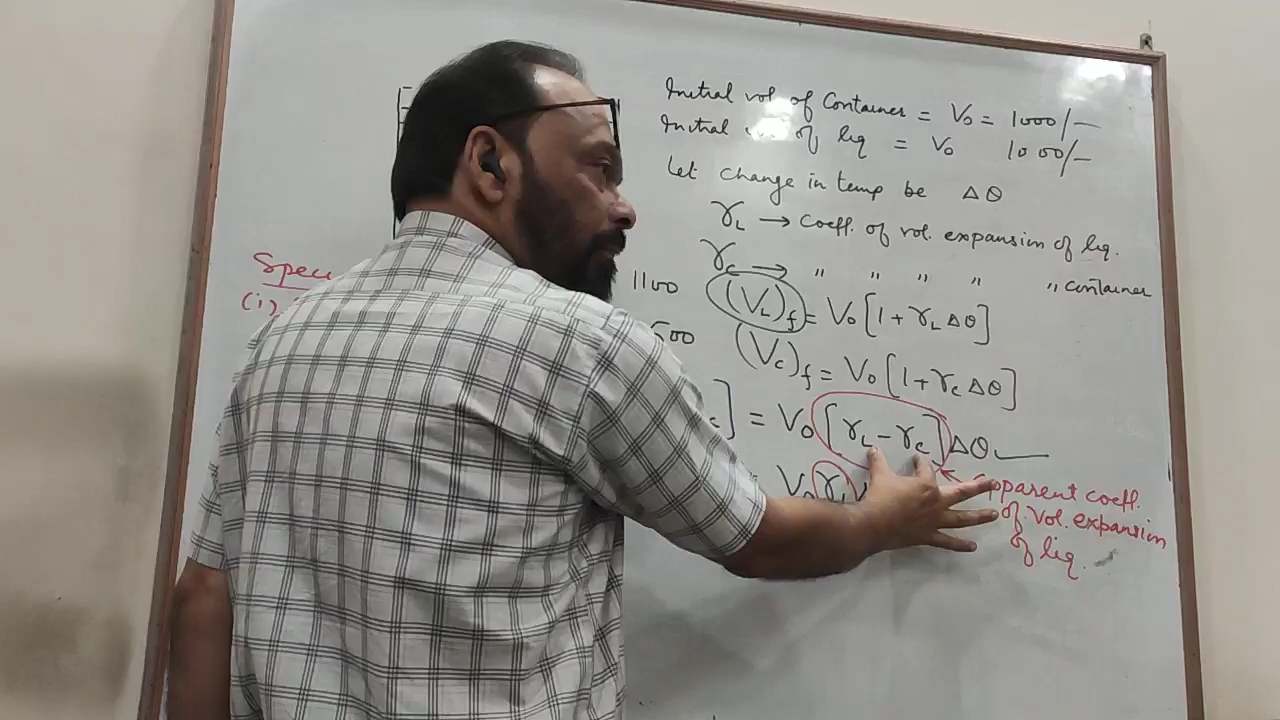 Initial vol of Container = V₀ = 1000/-
Initial of liq = V₀ 1000/-
Let change in temp be Δθ
γ_L → Coeff. of vol. expansion of liq.
γ_c → " " " " " container
1100 (V_L)_f = V₀[1 + γ_L Δθ]
500 (V_c)_f = V₀[1 + γ_c Δθ]
] = V₀[γ_L - γ_c]Δθ
= V₀
apparent coeff.
of Vol. expansion
of liq.
(i)